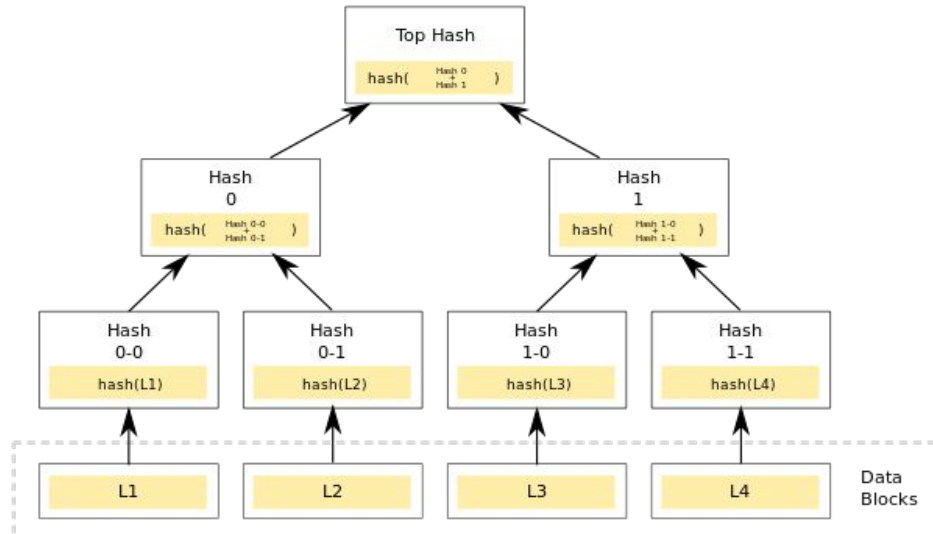 Top Hash
hash( Hash 0 + Hash 1 )
Hash
0
hash( Hash 0-0 + Hash 0-1 )
Hash
1
hash( Hash 1-0 + Hash 1-1 )
Hash
0-0
hash(L1)
Hash
0-1
hash(L2)
Hash
1-0
hash(L3)
Hash
1-1
hash(L4)
L1
L2
L3
L4
Data
Blocks